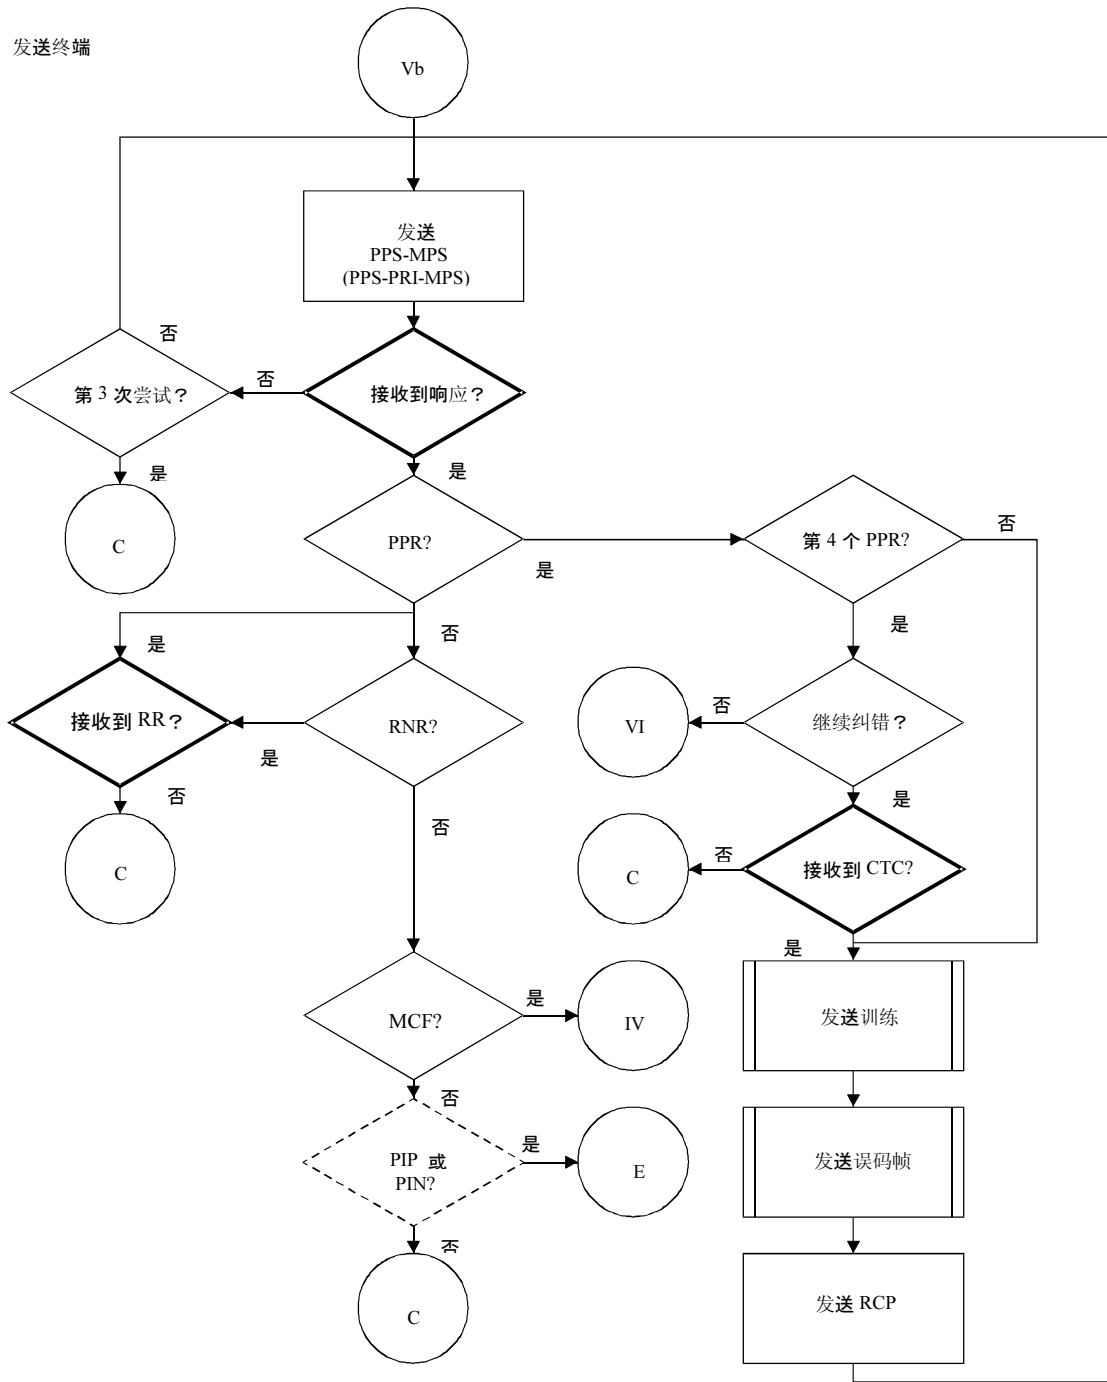 发送终端
Vb
发送
PPS-MPS
(PPS-PRI-MPS)
否
第 3 次尝试？
否
接收到响应？
是
是
C
PPR?
是
第 4 个 PPR?
否
否
是
是
接收到 RR？
是
RNR?
VI
否
继续纠错？
否
否
是
C
C
否
接收到 CTC?
是
MCF?
是
IV
发送训练
否
PIP 或
PIN?
是
E
发送误码帧
否
C
发送 RCP